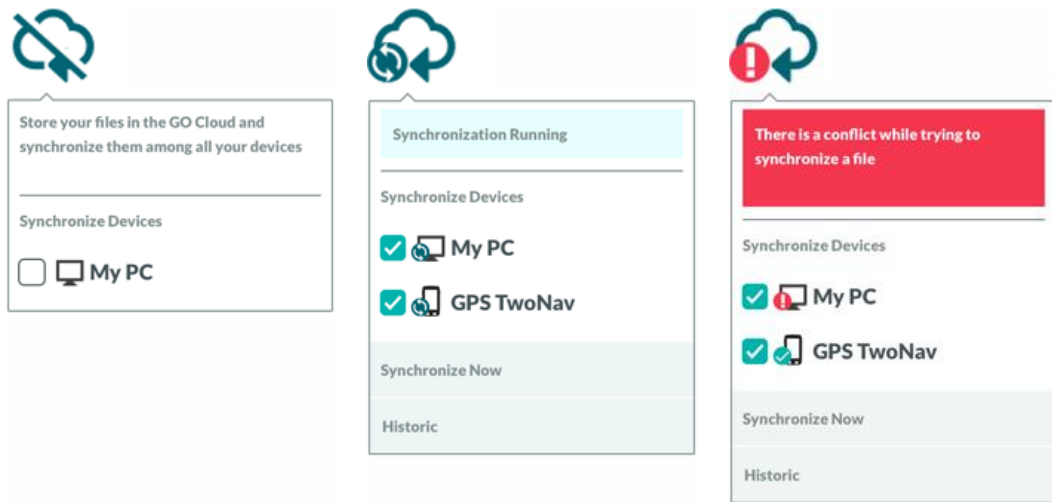 Store your files in the GO Cloud and
synchronize them among all your devices
Synchronize Devices
My PC
Synchronization Running
Synchronize Devices
My PC
GPS TwoNav
Synchronize Now
Historic
There is a conflict while trying to
synchronize a file
Synchronize Devices
My PC
GPS TwoNav
Synchronize Now
Historic